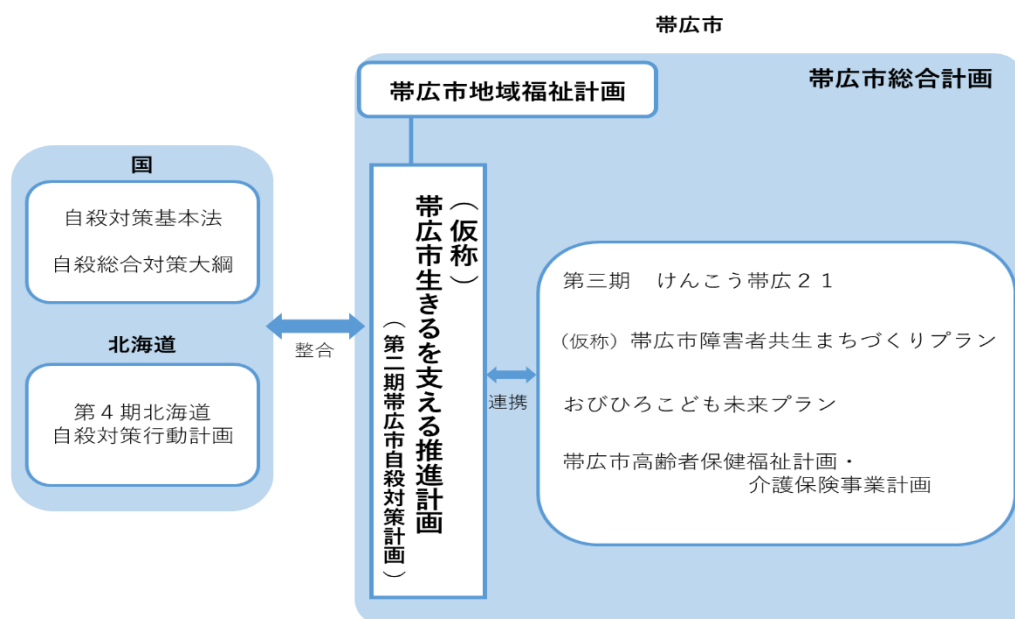 帯広市
帯広市総合計画
帯広市地域福祉計画
国
自殺対策基本法
自殺総合対策大綱
北海道
第４期北海道
自殺対策行動計画
整合
（仮称）
帯広市生きるを支える推進計画
（第二期帯広市自殺対策計画）
連携
第三期　けんこう帯広２１
（仮称）帯広市障害者共生まちづくりプラン
おびひろこども未来プラン
帯広市高齢者保健福祉計画・
介護保険事業計画